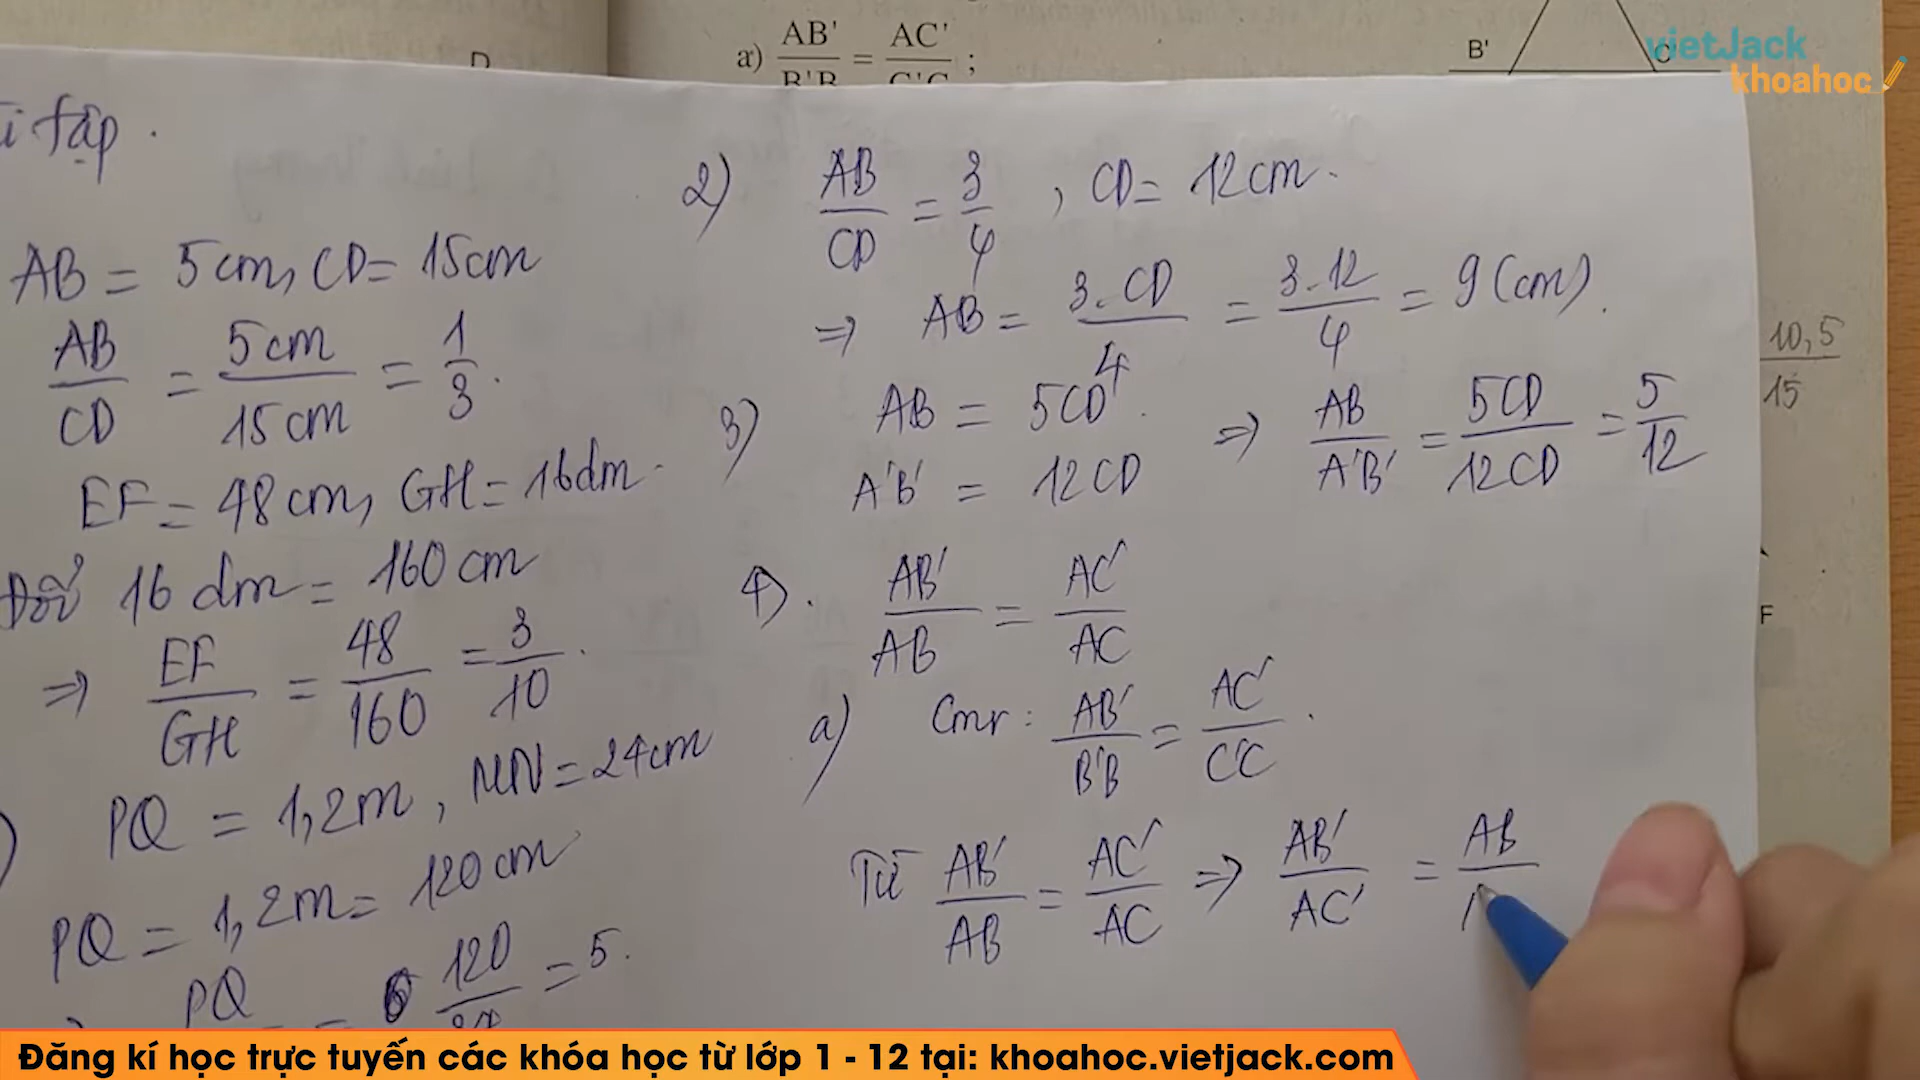 a) AB'/B'B = AC'/C'C ;
B'
C'
vietJack
khoahoc
tập .
AB = 5cm, CD = 15cm
AB/CD = 5cm/15cm = 1/3 .
EF = 48cm, GH = 16dm .
Đổi 16 dm = 160 cm
=> EF/GH = 48/160 = 3/10 .
PQ = 1,2m, MN = 24cm
PQ = 1,2m = 120cm
PQ = 120 = 5 .
2) AB/CD = 3/4 , CD = 12cm .
=> AB = 3.CD/4 = 3.12/4 = 9 (cm) .
3) AB = 5CD . => AB/A'B' = 5CD/12CD = 5/12
A'B' = 12CD
4) . AB'/AB = AC'/AC
a) Cmr : AB'/B'B = AC'/C'C .
Từ AB'/AB = AC'/AC => AB'/AC' = AB/
10,5/15
F
Đăng kí học trực tuyến các khóa học từ lớp 1 - 12 tại: khoahoc.vietjack.com